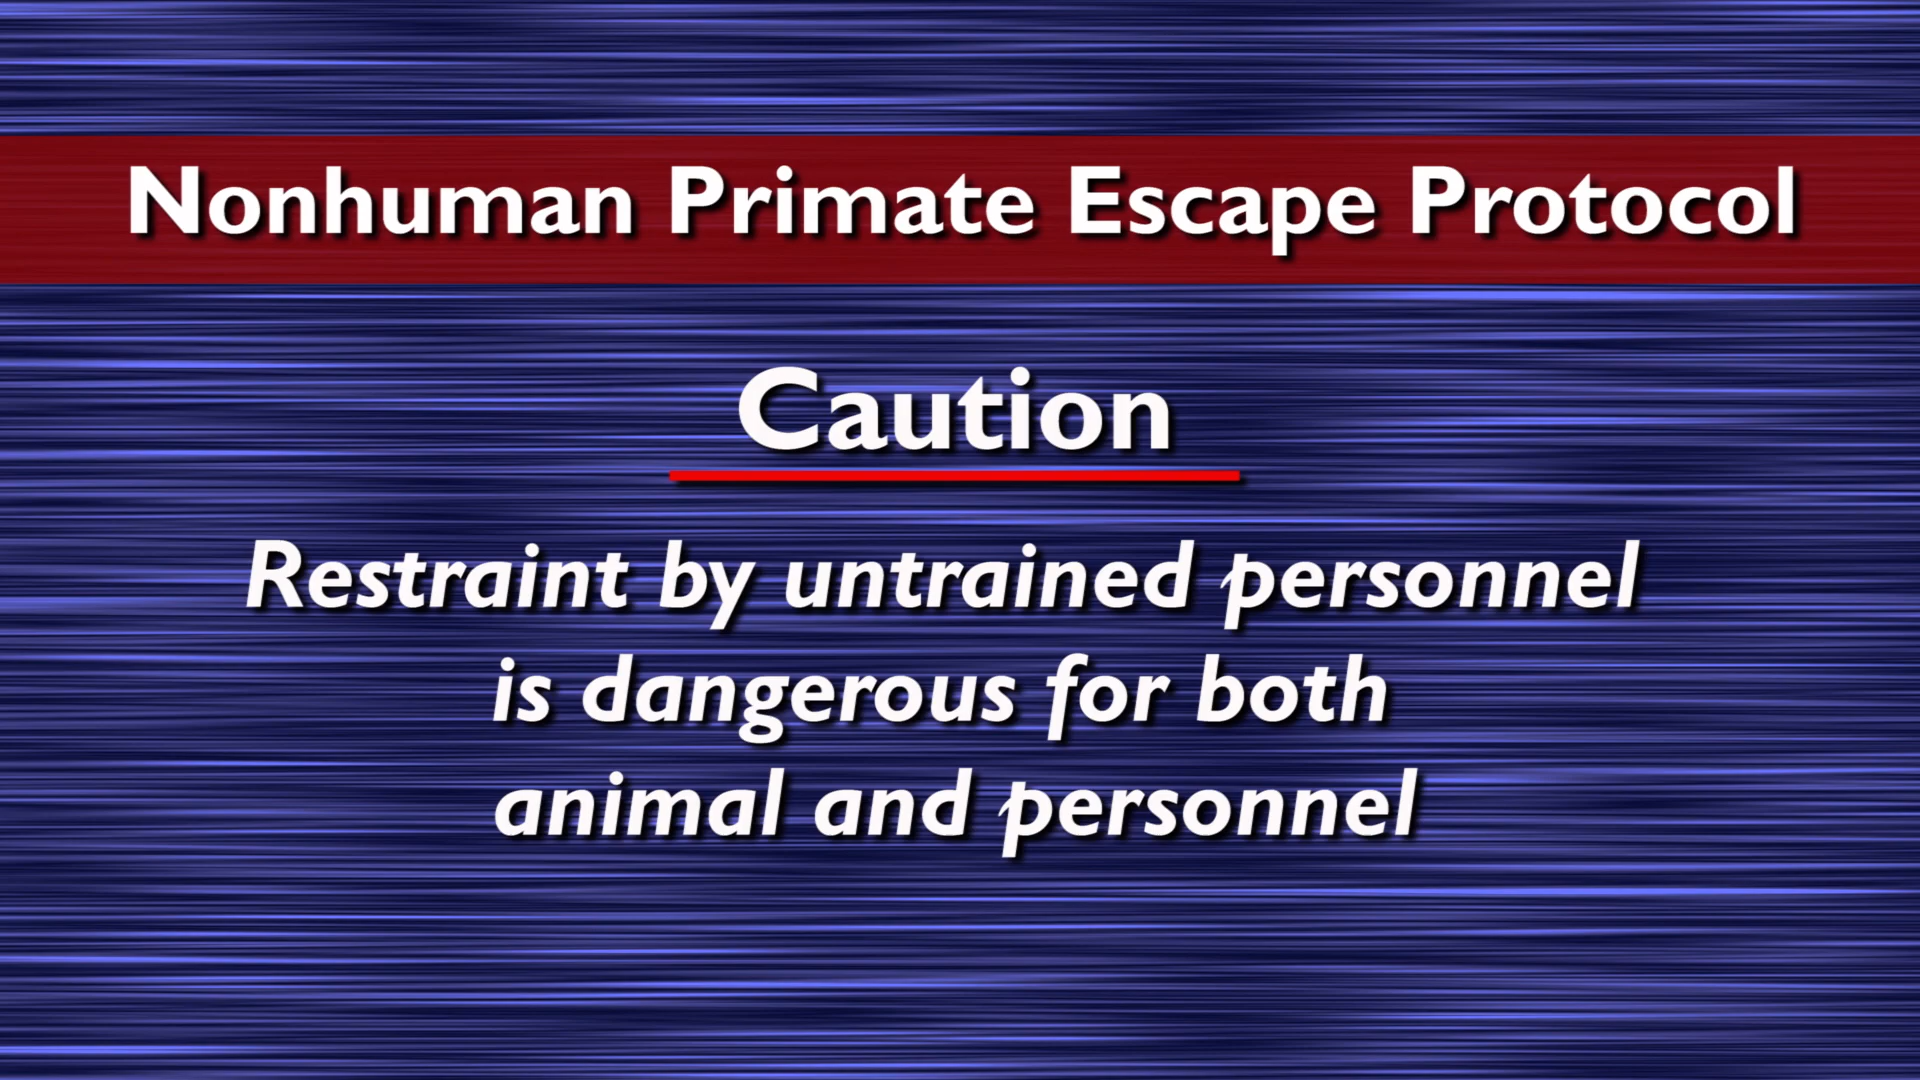 Nonhuman Primate Escape Protocol
Caution
Restraint by untrained personnel
is dangerous for both
animal and personnel